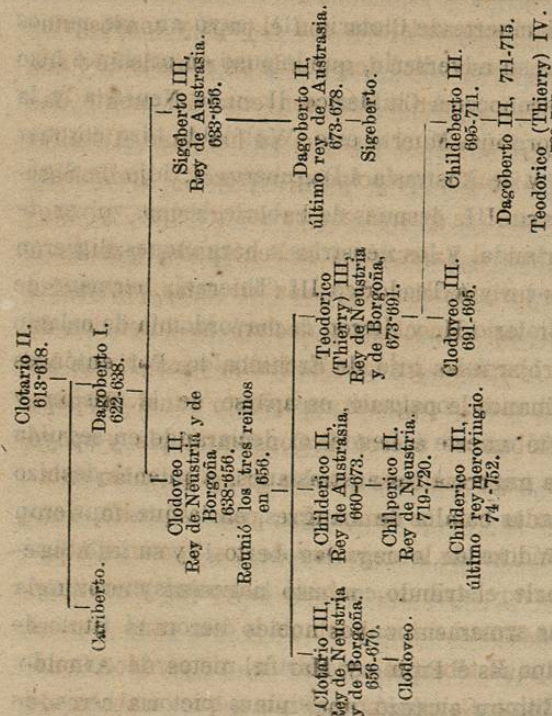 Clotario II.
613-618.
Cariberto.
Dagoberto I.
622-638.
Clodoveo II.
Rey de Neustria y de
Borgoña
638-656.
Reunió los tres reinos
en 656.
Sigeberto III.
Rey de Austrasia.
633-656.
Clotario III,
Rey de Neustria
y de Borgoña.
656-670.
Childerico II,
Rey de Austrasia,
660-673.
Teodorico
(Thierry) III.
Rey de Neustria
y de Borgoña,
673-691.
Dagoberto II.
último rey de Austrasia.
673-678.
Sigeberto.
Clodoveo.
Chilperico II.
Rey de Neustria.
719-720.
Clodoveo III.
691-695.
Childeberto III.
695-711.
Childerico III,
último rey merovingio.
Dagoberto III, 711-715.
Teodorico (Thierry) IV.